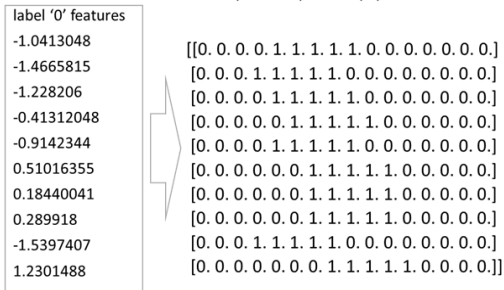 label ‘0’ features
-1.0413048
-1.4665815
-1.228206
-0.41312048
-0.9142344
0.51016355
0.18440041
0.289918
-1.5397407
1.2301488
[[0. 0. 0. 0. 1. 1. 1. 1. 1. 0. 0. 0. 0. 0. 0. 0.]
[0. 0. 0. 1. 1. 1. 1. 1. 0. 0. 0. 0. 0. 0. 0. 0.]
[0. 0. 0. 0. 1. 1. 1. 1. 1. 0. 0. 0. 0. 0. 0. 0.]
[0. 0. 0. 0. 0. 1. 1. 1. 1. 1. 0. 0. 0. 0. 0. 0.]
[0. 0. 0. 0. 1. 1. 1. 1. 1. 0. 0. 0. 0. 0. 0. 0.]
[0. 0. 0. 0. 0. 0. 1. 1. 1. 1. 1. 0. 0. 0. 0. 0.]
[0. 0. 0. 0. 0. 0. 1. 1. 1. 1. 1. 0. 0. 0. 0. 0.]
[0. 0. 0. 0. 0. 0. 1. 1. 1. 1. 1. 0. 0. 0. 0. 0.]
[0. 0. 0. 1. 1. 1. 1. 1. 0. 0. 0. 0. 0. 0. 0. 0.]
[0. 0. 0. 0. 0. 0. 0. 1. 1. 1. 1. 1. 0. 0. 0. 0.]]